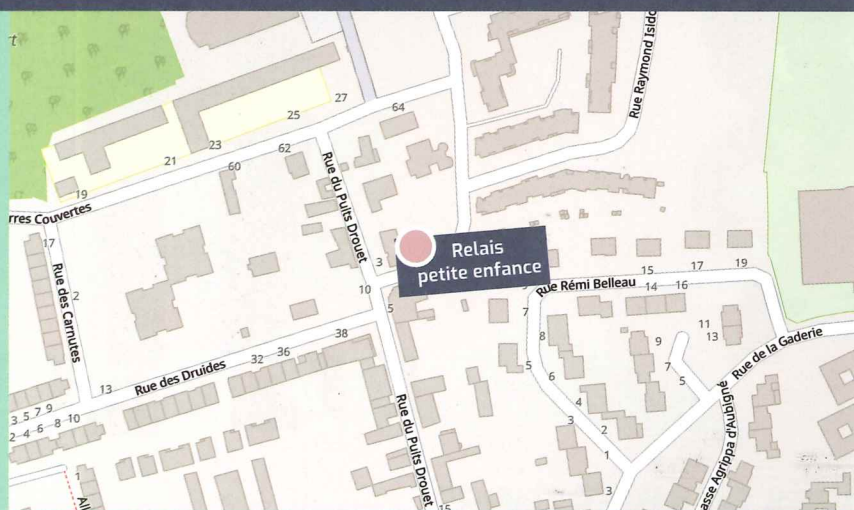 rt
27
64
25
23
21
62
60
19
rres Couvertes
17
Rue Raymond Isido
Rue du Puits Drouet
Relais
petite enfance
3
10
5
2
Rue des Carnutes
38
36
32
Rue des Druides
13
3 5 7 9
2 4 6 8 10
Rue du Puits Drouet
15
1
All
Rue Rémi Belleau
15
17
19
14 16
7
8
5
6
4
3
2
1
3
9
7
5
11
13
Rue de la Gaderie
asse Agrippa d'Aubigné